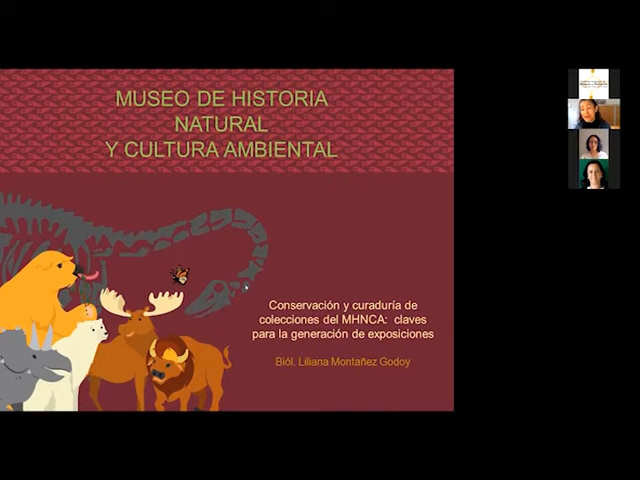 MUSEO DE HISTORIA
NATURAL
Y CULTURA AMBIENTAL
Conservación y curaduría de
colecciones del MHNCA: claves
para la generación de exposiciones
Biól. Liliana Montañez Godoy